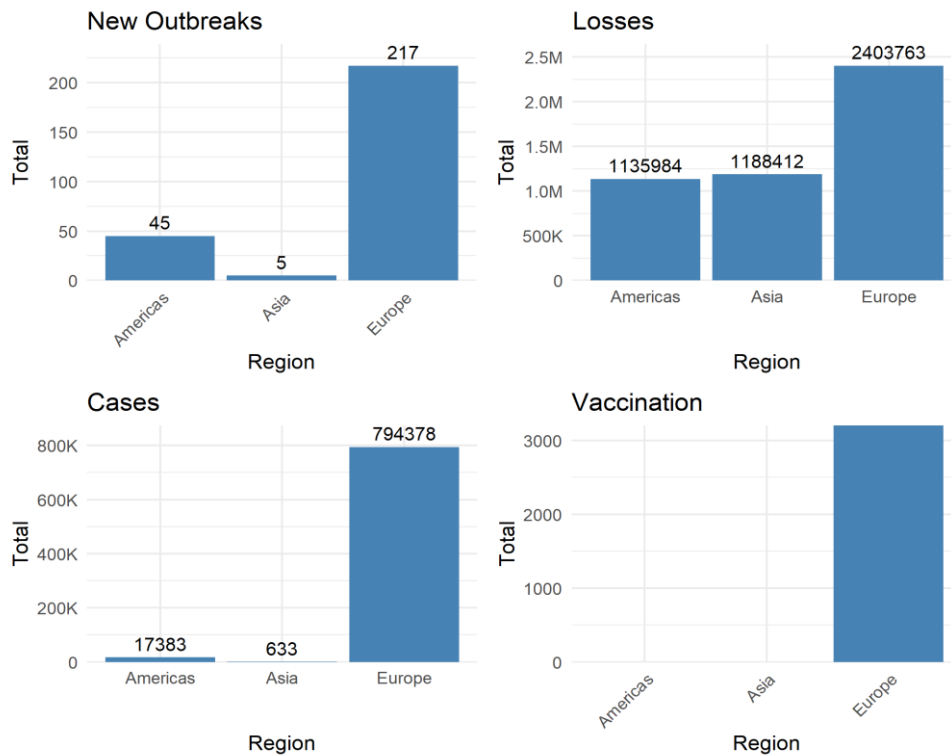 New Outbreaks
217
200
150
100
50
0
45
5
Total
Americas
Asia
Europe
Region
Losses
2403763
2.5M
2.0M
1.5M
1.0M
500K
0
1135984
1188412
Total
Americas
Asia
Europe
Region
Cases
794378
800K
600K
400K
200K
0
17383
633
Total
Americas
Asia
Europe
Region
Vaccination
3000
2000
1000
0
Total
Americas
Asia
Europe
Region